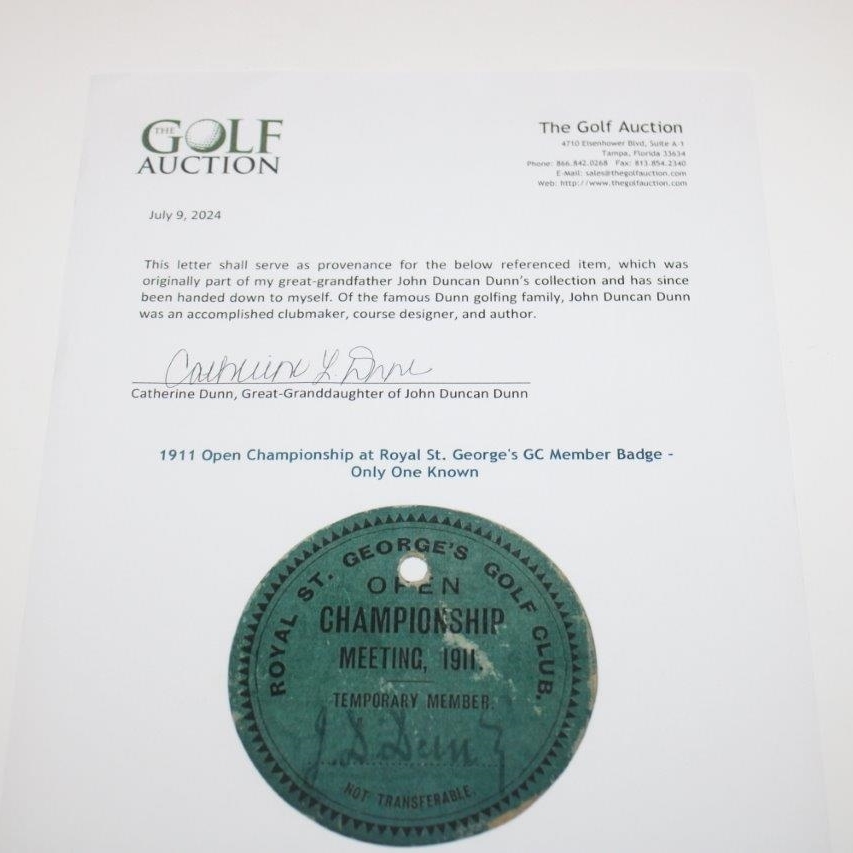 THE
GOLF
AUCTION
The Golf Auction
4710 Eisenhower Blvd, Suite A-1
Tampa, Florida 33634
Phone: 866.842.0268 Fax: 813.854.2340
E-Mail: sales@thegolfauction.com
Web: http://www.thegolfauction.com
July 9, 2024
This letter shall serve as provenance for the below referenced item, which was
originally part of my great-grandfather John Duncan Dunn's collection and has since
been handed down to myself. Of the famous Dunn golfing family, John Duncan Dunn
was an accomplished clubmaker, course designer, and author.
Catherine L. Dunn
Catherine Dunn, Great-Granddaughter of John Duncan Dunn
1911 Open Championship at Royal St. George's GC Member Badge -
Only One Known
ROYAL ST. GEORGE'S GOLF CLUB.
OPEN
CHAMPIONSHIP
MEETING, 1911.
TEMPORARY MEMBER.
J. D. Dunn
NOT TRANSFERABLE.